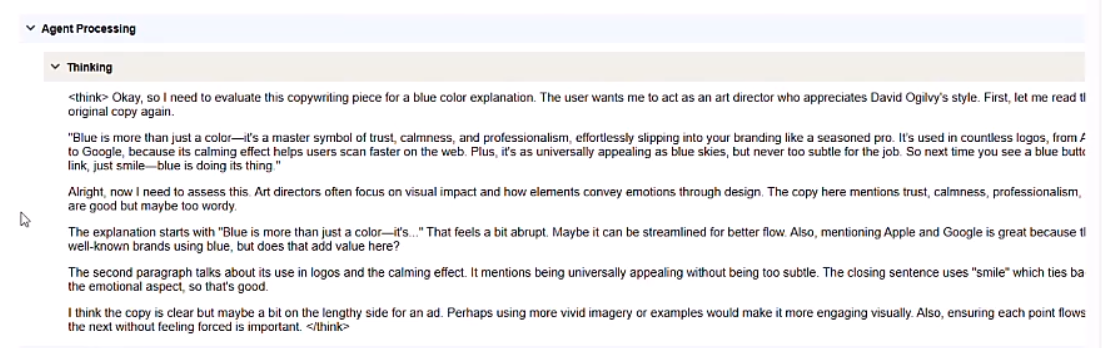 Agent Processing
Thinking
<think> Okay, so I need to evaluate this copywriting piece for a blue color explanation. The user wants me to act as an art director who appreciates David Ogilvy's style. First, let me read
original copy again.
"Blue is more than just a color—it's a master symbol of trust, calmness, and professionalism, effortlessly slipping into your branding like a seasoned pro. It's used in countless logos, from
to Google, because its calming effect helps users scan faster on the web. Plus, it's as universally appealing as blue skies, but never too subtle for the job. So next time you see a blue
link, just smile—blue is doing its thing."
Alright, now I need to assess this. Art directors often focus on visual impact and how elements convey emotions through design. The copy here mentions trust, calmness, professionalism,
are good but maybe too wordy.
The explanation starts with "Blue is more than just a color—it's..." That feels a bit abrupt. Maybe it can be streamlined for better flow. Also, mentioning Apple and Google is great because
well-known brands using blue, but does that add value here?
The second paragraph talks about its use in logos and the calming effect. It mentions being universally appealing without being too subtle. The closing sentence uses "smile" which ties
the emotional aspect, so that's good.
I think the copy is clear but maybe a bit on the lengthy side for an ad. Perhaps using more vivid imagery or examples would make it more engaging visually. Also, ensuring each point flows
the next without feeling forced is important. </think>